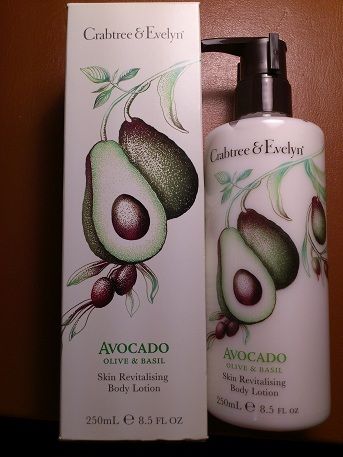 Crabtree & Evelyn®
AVOCADO
OLIVE & BASIL
Skin Revitalising
Body Lotion
250mL ℮ 8.5 FL OZ
Crabtree & Evelyn®
AVOCADO
OLIVE & BASIL
Skin Revitalising
Body Lotion
250mL ℮ 8.5 FL OZ